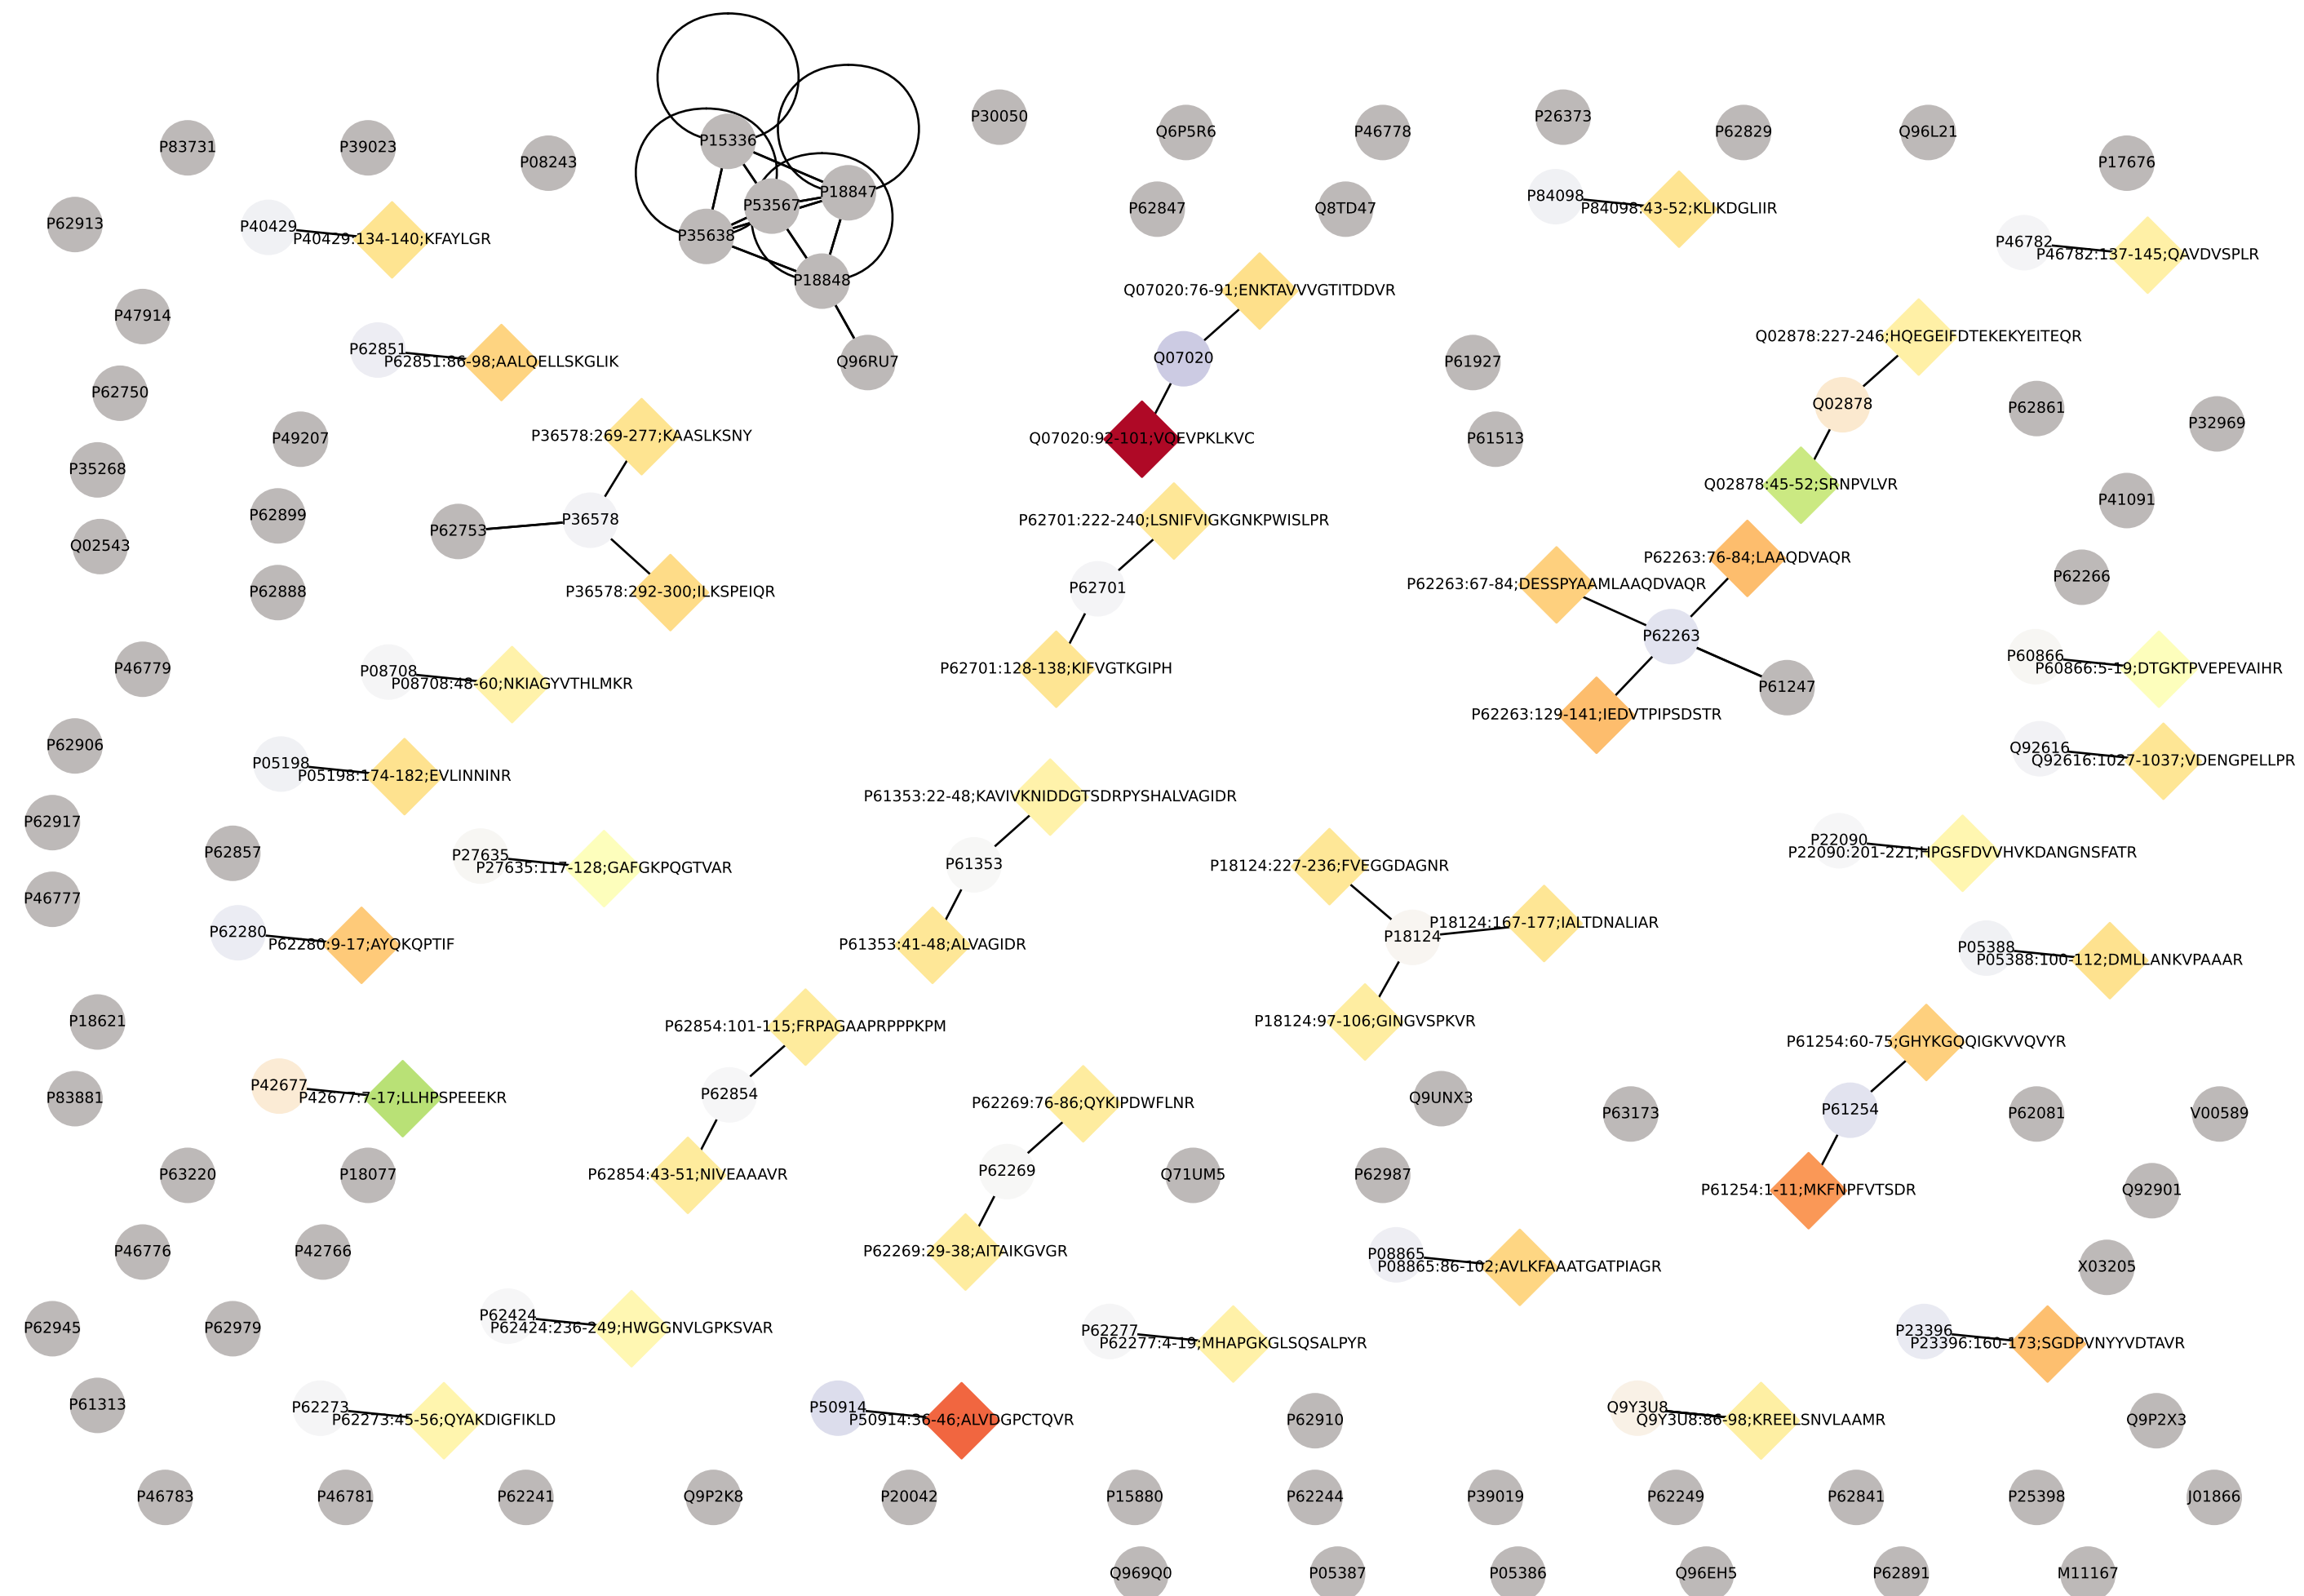 P30050
P26373
Q6P5R6
P46778
P62829
Q96L21
P15336
P83731
P39023
P08243
P17676
P18847
P84098
P53567
P62847
Q8TD47
P84098:43-52;KLIKDGLIIR
P62913
P40429
P40429:134-140;KFAYLGR
P35638
P46782
P46782:137-145;QAVDVSPLR
P18848
Q07020:76-91;ENKTAVVVGTITDDVR
P47914
Q02878:227-246;HQEGEIFDTEKEKYEITEQR
P62851
P62851:86-98;AALQELLSKGLIK
Q96RU7
Q07020
P61927
P62750
Q02878
P62861
P32969
P49207
P36578:269-277;KAASLKSNY
Q07020:92-101;VQEVPKLKVC
P61513
P35268
Q02878:45-52;SRNPVLVR
P41091
P62899
P36578
P62701:222-240;LSNIFVIGKGNKPWISLPR
P62753
Q02543
P62263:76-84;LAAQDVAQR
P62266
P62263:67-84;DESSPYAAMLAAQDVAQR
P62888
P36578:292-300;ILKSPEIQR
P62701
P62263
P60866
P60866:5-19;DTGKTPVEPEVAIHR
P46779
P08708
P08708:48-60;NKIAGYVTHLMKR
P62701:128-138;KIFVGTKGIPH
P61247
P62263:129-141;IEDVTPIPSDSTR
P62906
Q92616
Q92616:1027-1037;VDENGPELLPR
P05198
P05198:174-182;EVLINNINR
P61353:22-48;KAVIVKNIDDGTSDRPYSHALVAGIDR
P62917
P62857
P27635
P27635:117-128;GAFGKPQGTVAR
P61353
P18124:227-236;FVEGGDAGNR
P22090
P22090:201-221;HPGSFDVVHVKDANGNSFATR
P46777
P62280
P62280:9-17;AYQKQPTIF
P61353:41-48;ALVAGIDR
P18124:167-177;IALTDNALIAR
P18124
P05388
P05388:100-112;DMLLANKVPAAAR
P18621
P62854:101-115;FRPAGAAPRPPPKPM
P18124:97-106;GINGVSPKVR
P61254:60-75;GHYKGQQIGKVVQVYR
P83881
P42677
P42677:7-17;LLHPSPEEEKR
P62854
P62269:76-86;QYKIPDWFLNR
Q9UNX3
P63173
P61254
P62081
V00589
P63220
P18077
P62854:43-51;NIVEAAAVR
P62269
Q71UM5
P62987
P61254:1-11;MKFNPFVTSDR
Q92901
P46776
P42766
P62269:29-38;AITAIKGVGR
P08865
P08865:86-102;AVLKFAAATGATPIAGR
X03205
P62945
P62979
P62424
P62424:236-249;HWGGNVLGPKSVAR
P62277
P62277:4-19;MHAPGKGLSQSALPYR
P23396
P23396:160-173;SGDPVNYYVDTAVR
P61313
P62273
P62273:45-56;QYAKDIGFIKLD
P50914
P50914:36-46;ALVDGPCTQVR
P62910
Q9Y3U8
Q9Y3U8:86-98;KREELSNVLAAMR
Q9P2X3
P46783
P46781
P62241
Q9P2K8
P20042
P15880
P62244
P39019
P62249
P62841
P25398
J01866
Q969Q0
P05387
P05386
Q96EH5
P62891
M11167